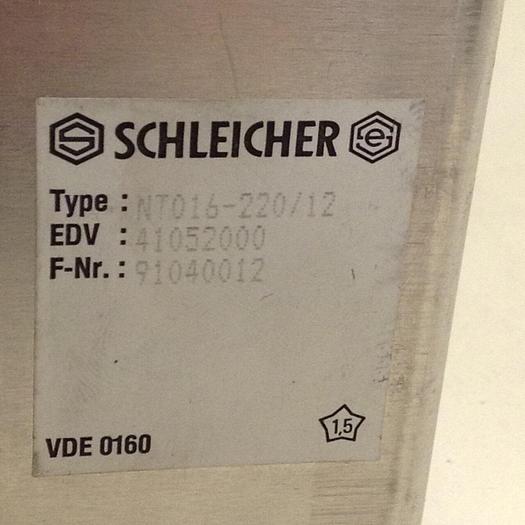 S SCHLEICHER e
Type : NT016-220/12
EDV : 41052000
F-Nr. : 91040012
VDE 0160
1,5